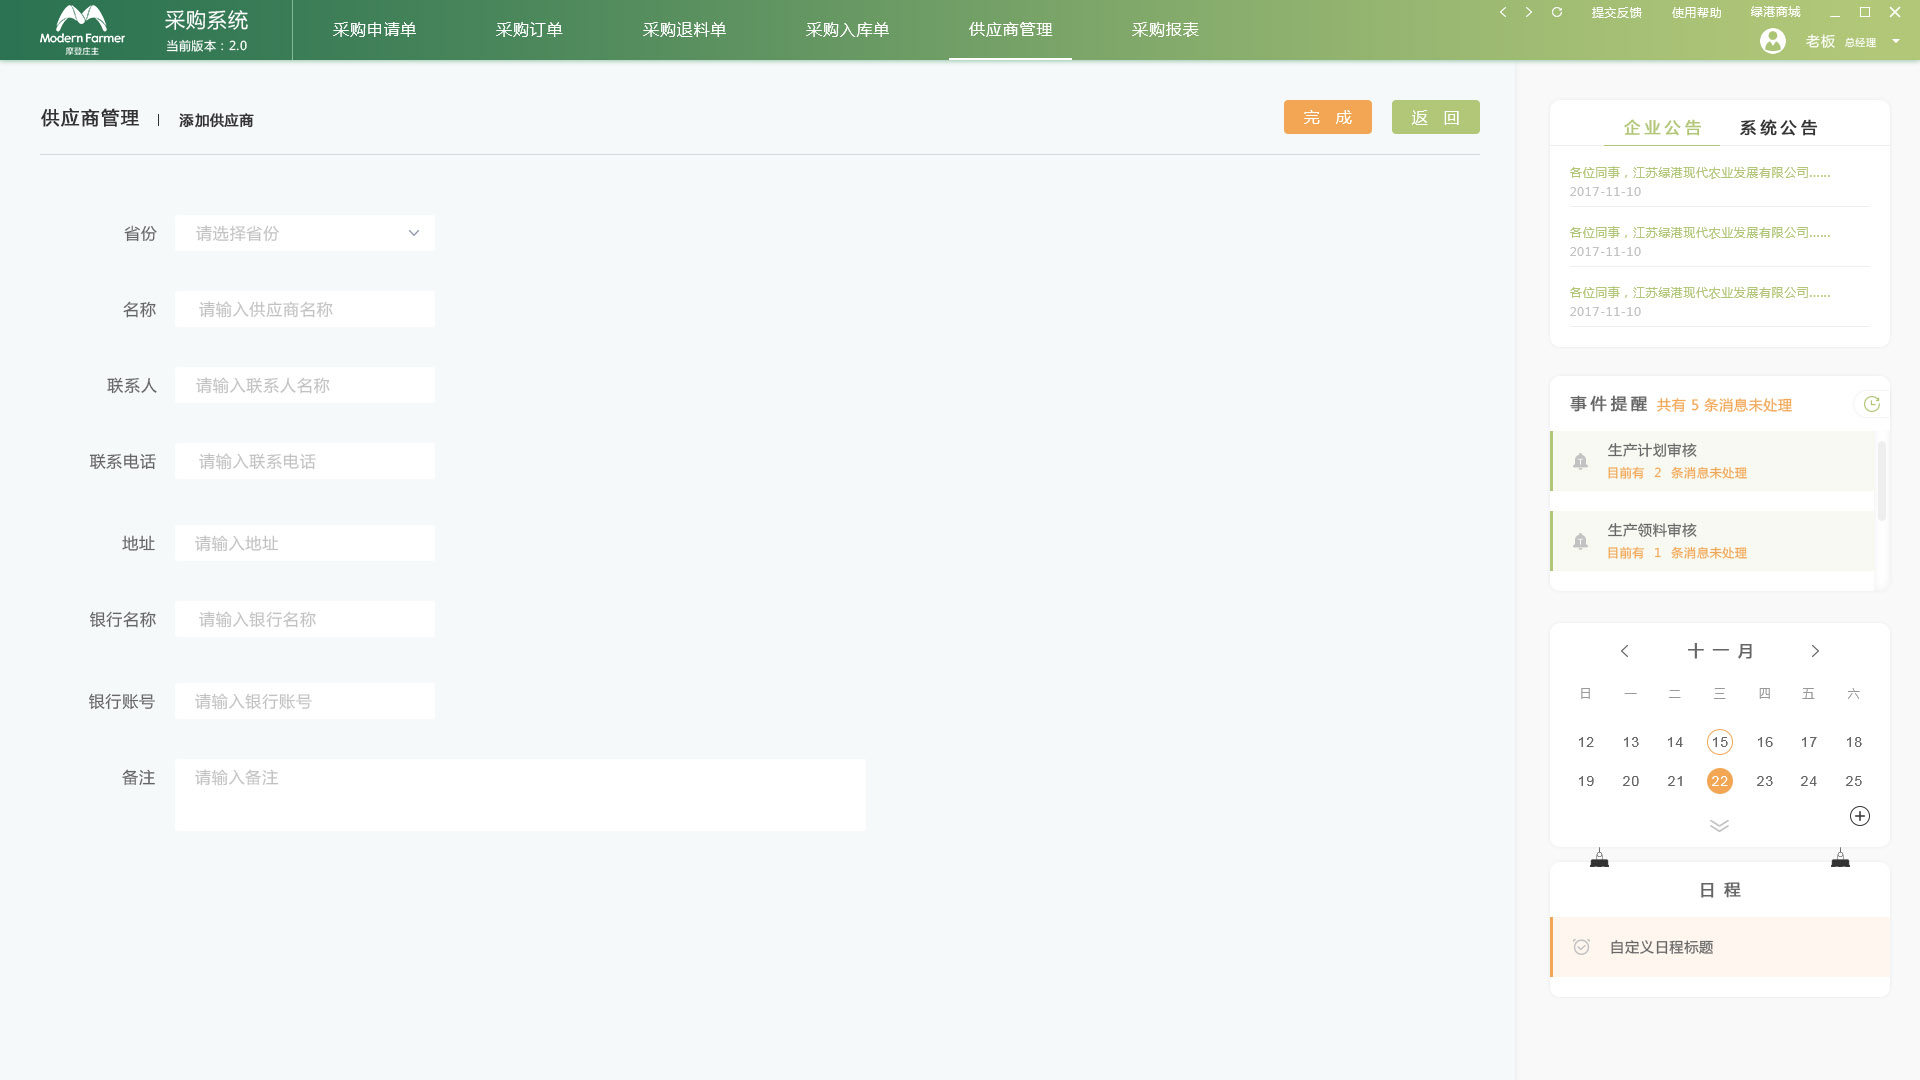 Modern Farmer
摩登庄主
采购系统
当前版本：2.0
采购申请单
采购订单
采购退料单
采购入库单
供应商管理
采购报表
提交反馈
使用帮助
绿港商城
老板 总经理
供应商管理 | 添加供应商
完 成
返 回
省份 请选择省份
名称 请输入供应商名称
联系人 请输入联系人名称
联系电话 请输入联系电话
地址 请输入地址
银行名称 请输入银行名称
银行账号 请输入银行账号
备注 请输入备注
企业公告 系统公告
各位同事，江苏绿港现代农业发展有限公司......
2017-11-10
各位同事，江苏绿港现代农业发展有限公司......
2017-11-10
各位同事，江苏绿港现代农业发展有限公司......
2017-11-10
事件提醒 共有 5 条消息未处理
生产计划审核
目前有 2 条消息未处理
生产领料审核
目前有 1 条消息未处理
十一月
日 一 二 三 四 五 六
12 13 14 15 16 17 18
19 20 21 22 23 24 25
日 程
自定义日程标题